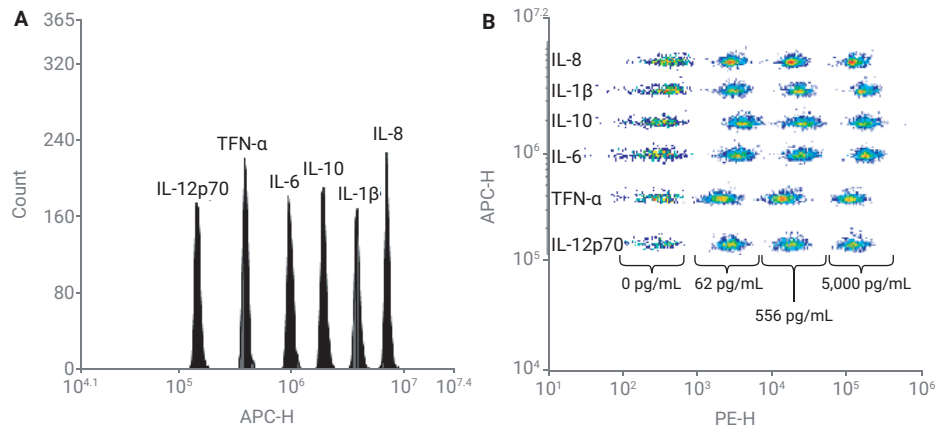 A
365
320
240
160
80
0
Count
IL-12p70
TFN-α
IL-6
IL-10
IL-1β
IL-8
10^4.1
10^5
10^6
10^7
10^7.4
APC-H
B
10^7.2
10^6
10^5
10^4
APC-H
IL-8
IL-1β
IL-10
IL-6
TFN-α
IL-12p70
0 pg/mL
62 pg/mL
556 pg/mL
5,000 pg/mL
10^1
10^2
10^3
10^4
10^5
10^6
PE-H